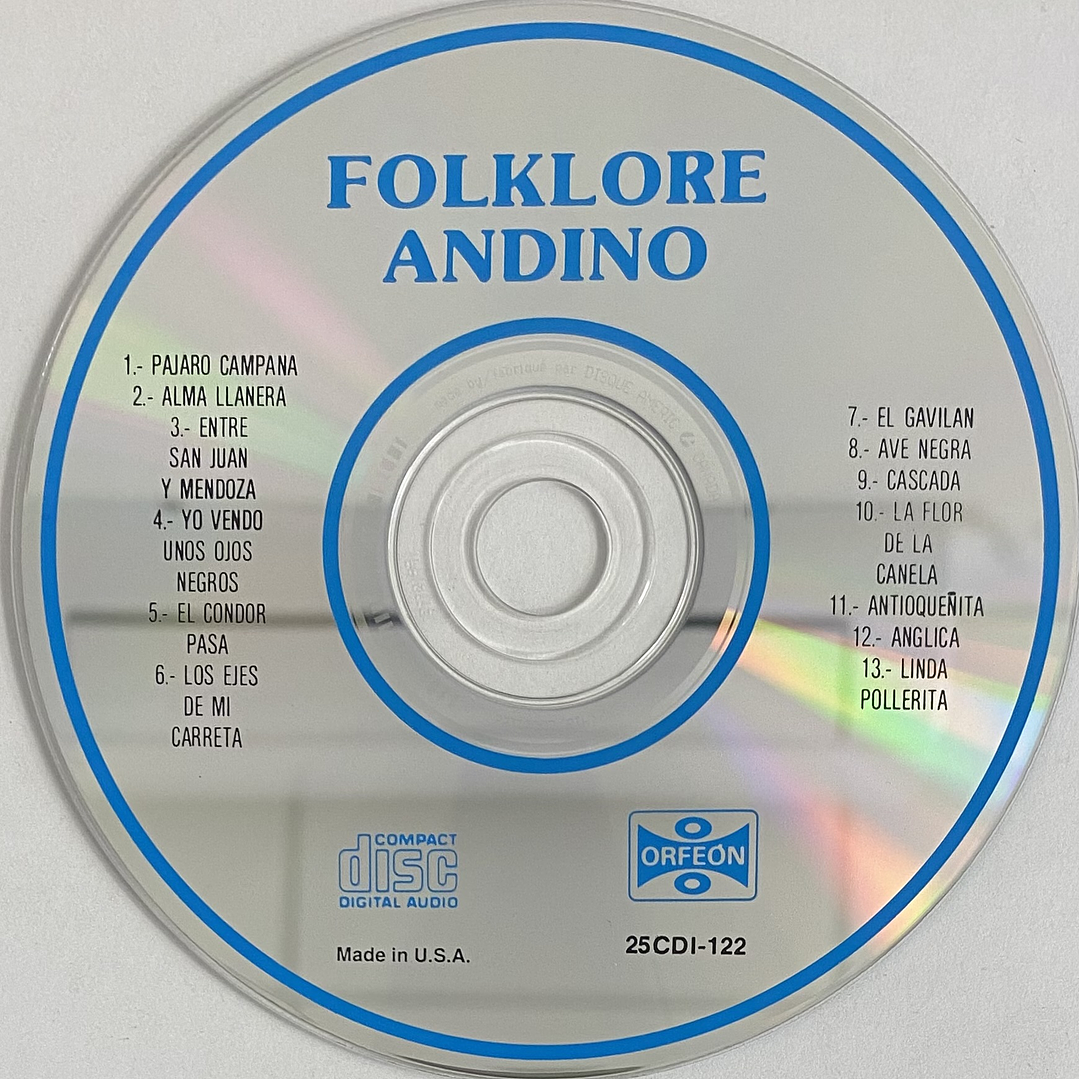 FOLKLORE
ANDINO
1.- PAJARO CAMPANA
2.- ALMA LLANERA
3.- ENTRE
SAN JUAN
Y MENDOZA
4.- YO VENDO
UNOS OJOS
NEGROS
5.- EL CONDOR
PASA
6.- LOS EJES
DE MI
CARRETA
7.- EL GAVILAN
8.- AVE NEGRA
9.- CASCADA
10.- LA FLOR
DE LA
CANELA
11.- ANTIOQUEÑITA
12.- ANGLICA
13.- LINDA
POLLERITA
COMPACT
disc
DIGITAL AUDIO
Made in U.S.A.
ORFEÓN
25CDI-122